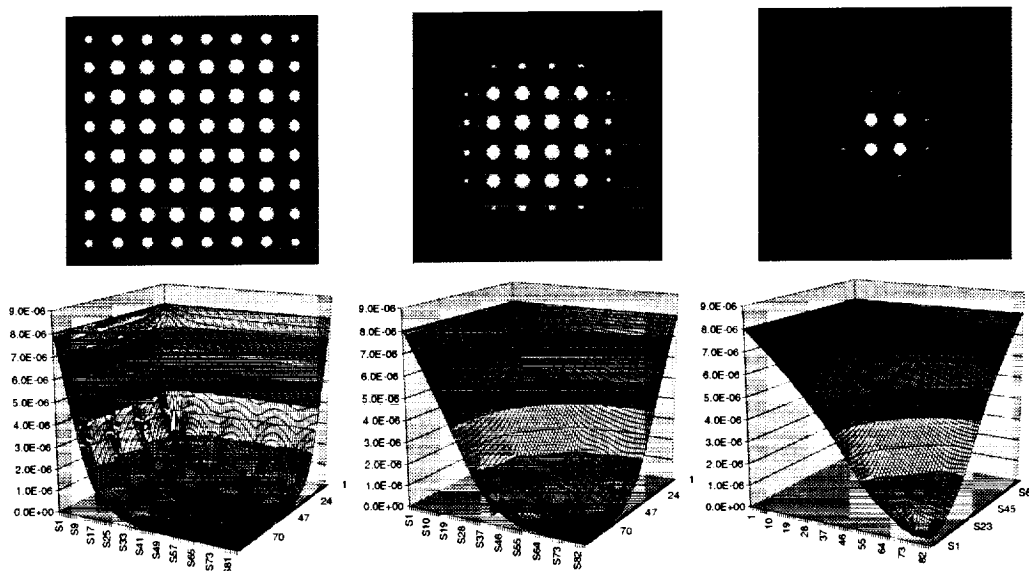 9.0E-06
8.0E-06
7.0E-06
6.0E-06
5.0E-06
4.0E-06
3.0E-06
2.0E-06
1.0E-06
0.0E+00
S1
S9
S17
S25
S33
S41
S49
S57
S65
S73
S81
70
47
24
1
9.0E-06
8.0E-06
7.0E-06
6.0E-06
5.0E-06
4.0E-06
3.0E-06
2.0E-06
1.0E-06
0.0E+00
S1
S10
S19
S28
S37
S46
S55
S64
S73
S82
70
47
24
1
9.0E-06
8.0E-06
7.0E-06
6.0E-06
5.0E-06
4.0E-06
3.0E-06
2.0E-06
1.0E-06
0.0E+00
1
10
19
28
37
46
55
64
73
82
S1
S23
S45